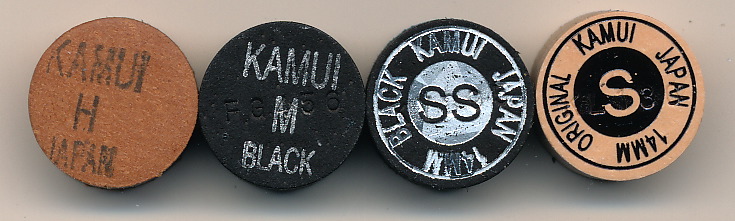 KAMUI
H
JAPAN
KAMUI
M
BLACK
BLACK KAMUI JAPAN 14MM
SS
ORIGINAL KAMUI JAPAN 14MM
S